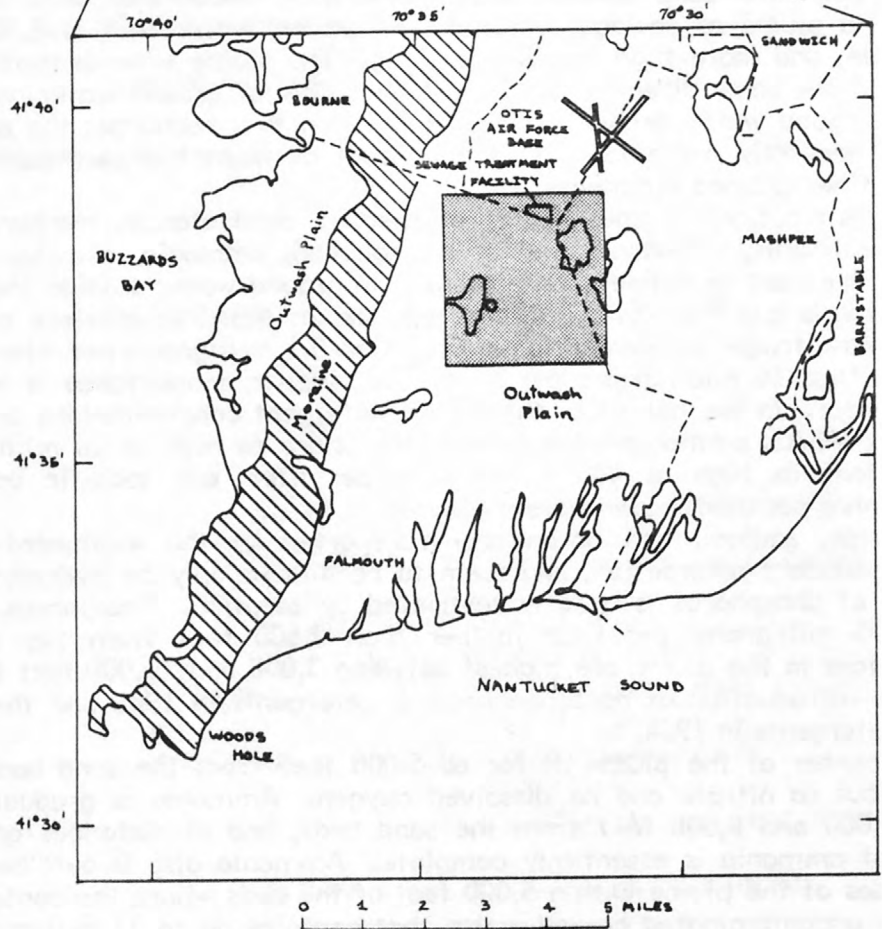 70°40' 70°35' 70°30'
SANDWICH
41°40'
BOURNE
OTIS
AIR FORCE
BASE
SEWAGE TREATMENT
FACILITY
MASHPEE
BUZZARDS
BAY
Outwash Plain
BARNSTABLE
Moraine
Outwash
Plain
41°35'
FALMOUTH
NANTUCKET SOUND
WOODS
HOLE
41°30'
1 2 3 4 5 MILES